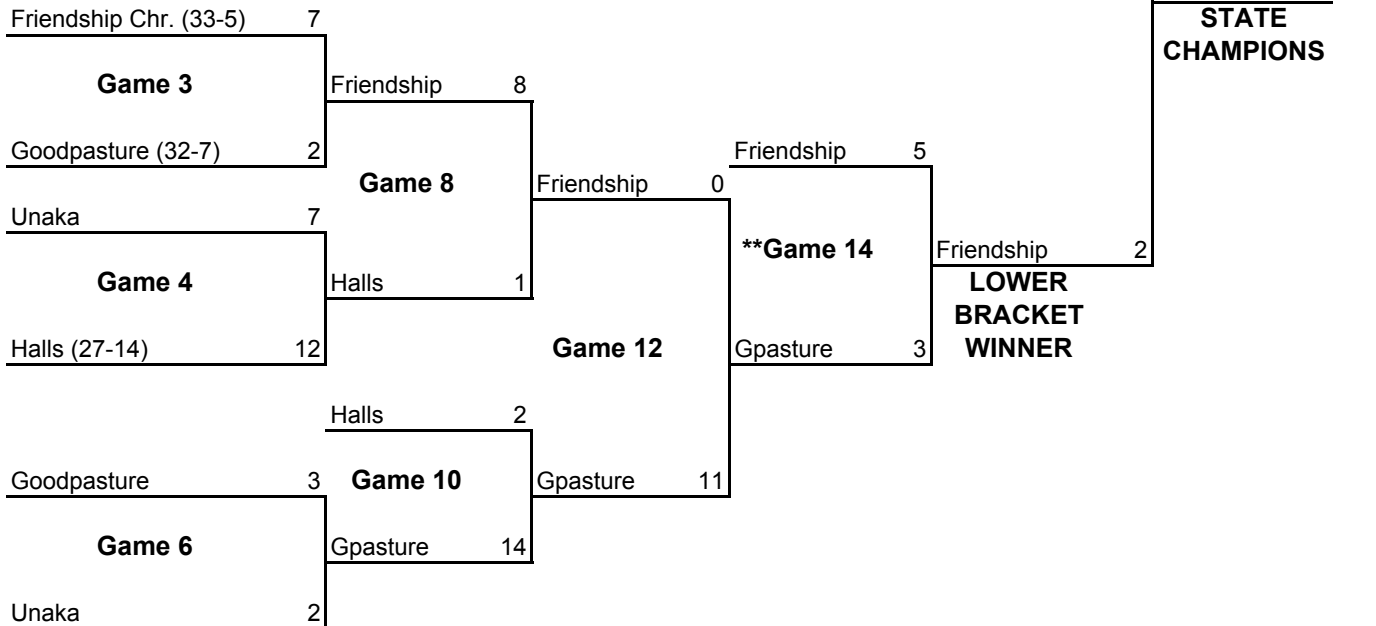 STATE
CHAMPIONS
Friendship Chr. (33-5) 7
Game 3
Friendship 8
Goodpasture (32-7) 2
Friendship 5
Game 8
Friendship 0
Unaka 7
**Game 14
Friendship 2
Game 4
Halls 1
LOWER
BRACKET
WINNER
Halls (27-14) 12
Game 12
Gpasture 3
Halls 2
Goodpasture 3
Game 10
Gpasture 11
Game 6
Gpasture 14
Unaka 2